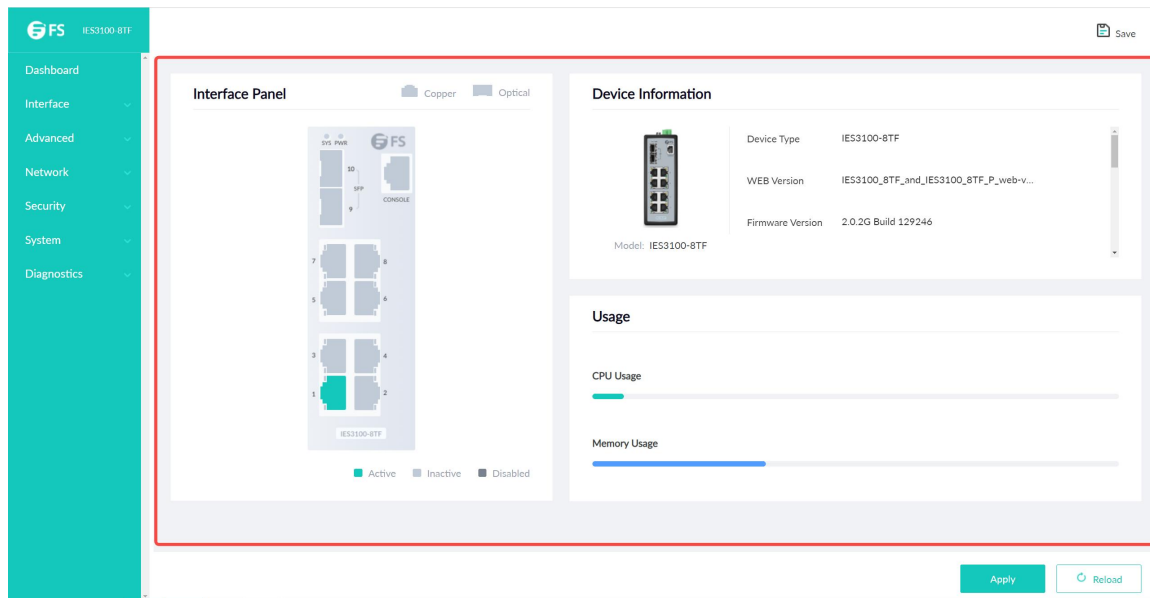 FS IES3100-8TF
Save
Dashboard
Interface
Advanced
Network
Security
System
Diagnostics
Interface Panel
Copper
Optical
SYS PWR
FS
10
SFP
9
CONSOLE
7
8
5
6
3
4
1
2
IES3100-8TF
Active
Inactive
Disabled
Device Information
Model: IES3100-8TF
Device Type IES3100-8TF
WEB Version IES3100_8TF_and_IES3100_8TF_P_web-v...
Firmware Version 2.0.2G Build 129246
Usage
CPU Usage
Memory Usage
Apply
Reload